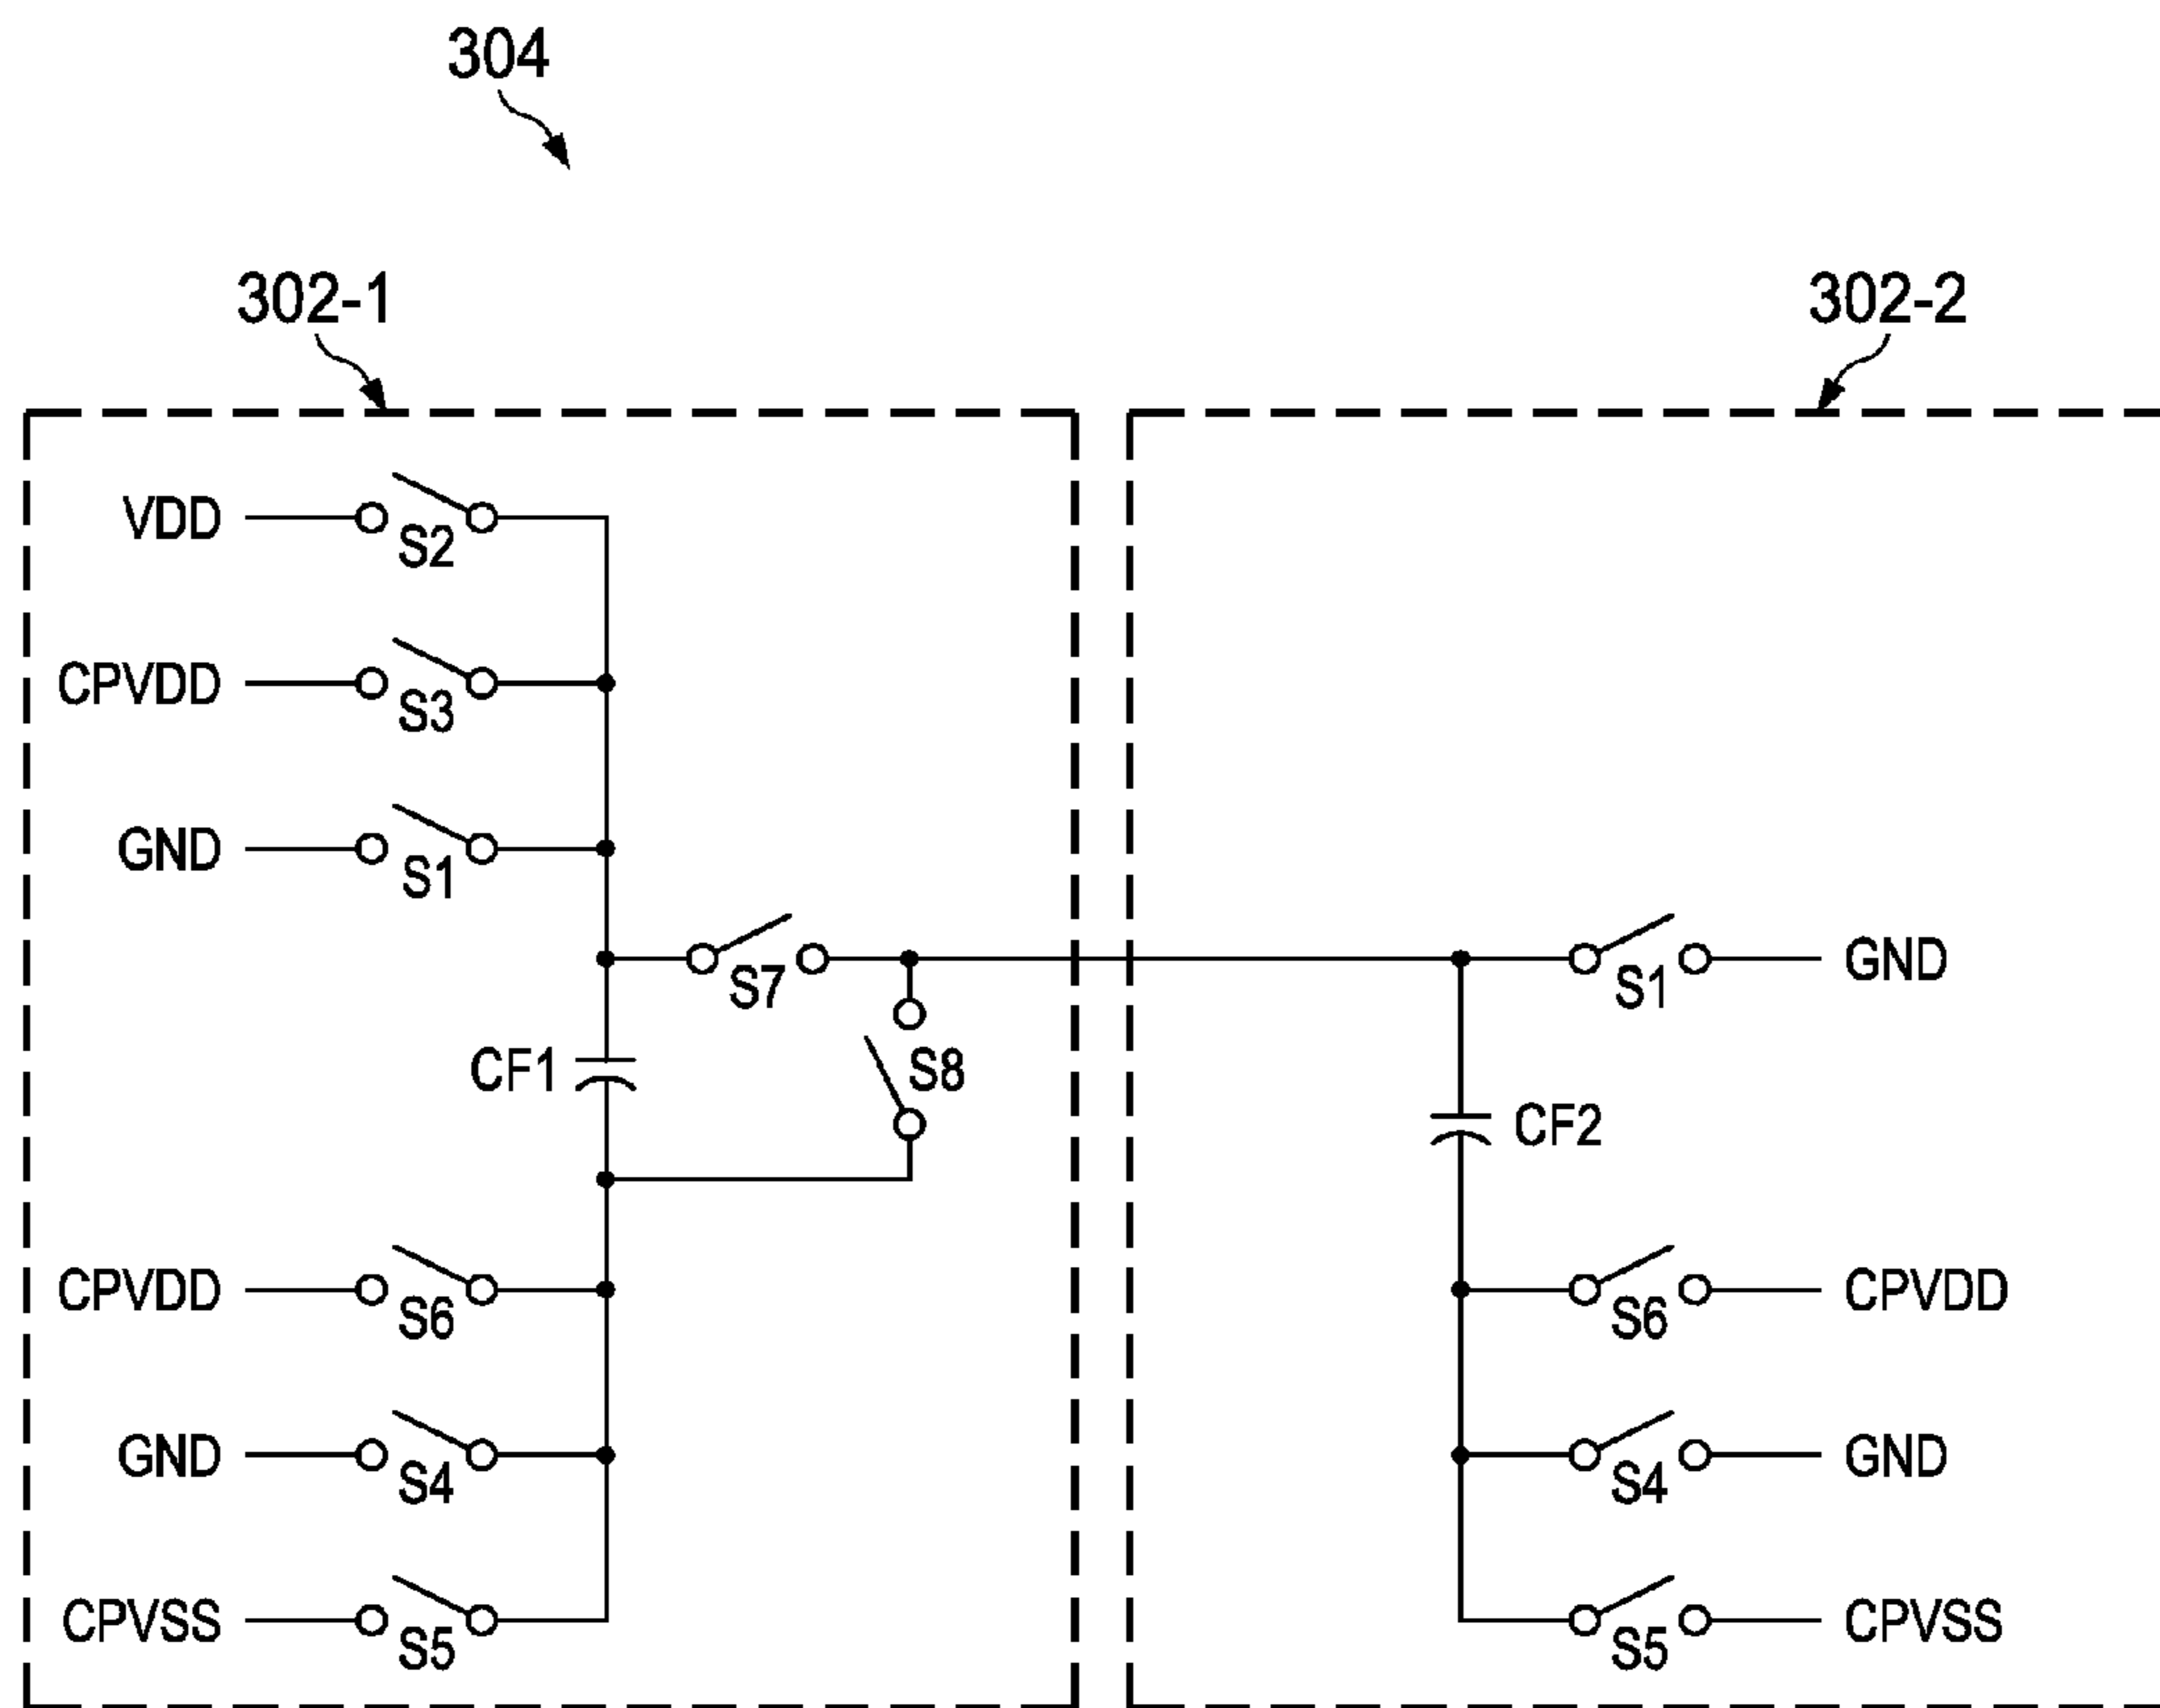 304
302-1
302-2
VDD
S2
CPVDD
S3
GND
S1
S7
S1
GND
CF1
S8
CF2
CPVDD
S6
S6
CPVDD
GND
S4
S4
GND
CPVSS
S5
S5
CPVSS